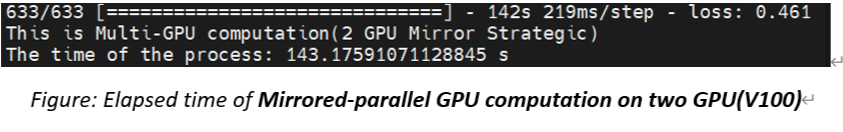 633/633 [==============================] - 142s 219ms/step - loss: 0.461
This is Multi-GPU computation(2 GPU Mirror Strategic)
The time of the process: 143.17591071128845 s
Figure: Elapsed time of Mirrored-parallel GPU computation on two GPU(V100)